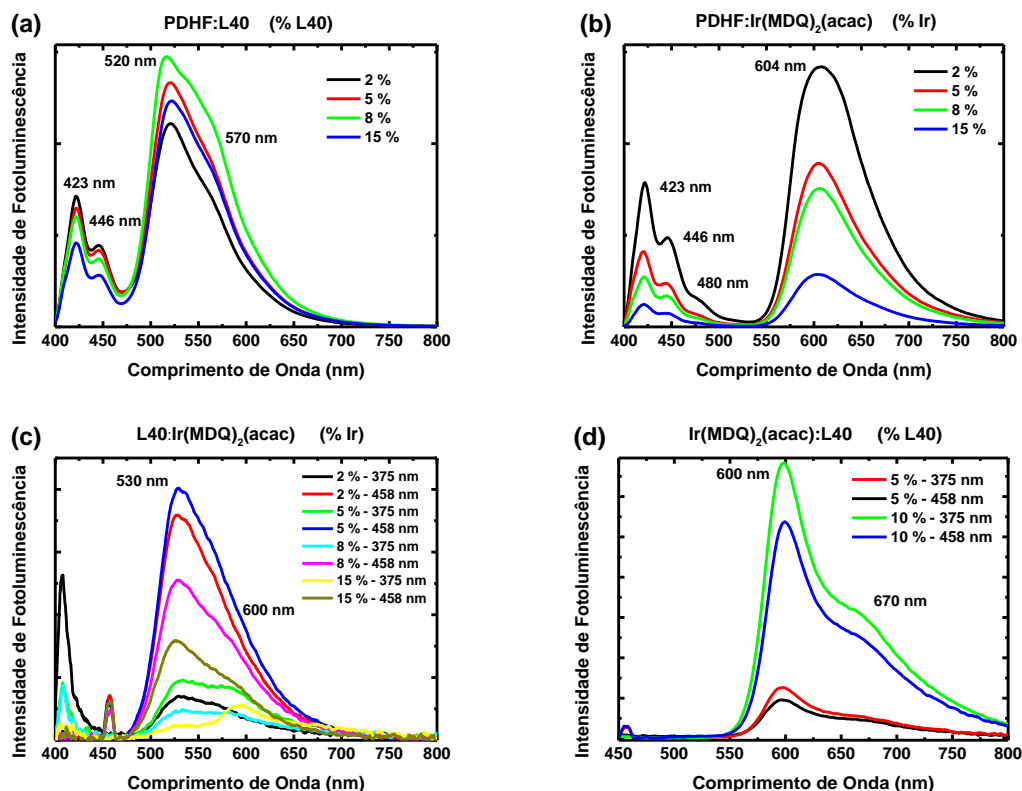 (a)
PDHF:L40 (% L40)
520 nm
2 %
5 %
8 %
15 %
570 nm
423 nm
446 nm
Intensidade de Fotoluminescência
400 450 500 550 600 650 700 750 800
Comprimento de Onda (nm)
(b)
PDHF:Ir(MDQ)2(acac) (% Ir)
604 nm
2 %
5 %
8 %
15 %
423 nm
446 nm
480 nm
Intensidade de Fotoluminescência
400 450 500 550 600 650 700 750 800
Comprimento de Onda (nm)
(c)
L40:Ir(MDQ)2(acac) (% Ir)
530 nm
2 % - 375 nm
2 % - 458 nm
5 % - 375 nm
5 % - 458 nm
8 % - 375 nm
8 % - 458 nm
15 % - 375 nm
15 % - 458 nm
600 nm
Intensidade de Fotoluminescência
400 450 500 550 600 650 700 750 800
Comprimento de Onda (nm)
(d)
Ir(MDQ)2(acac):L40 (% L40)
600 nm
5 % - 375 nm
5 % - 458 nm
10 % - 375 nm
10 % - 458 nm
670 nm
Intensidade de Fotoluminescência
450 500 550 600 650 700 750 800
Comprimento de Onda (nm)